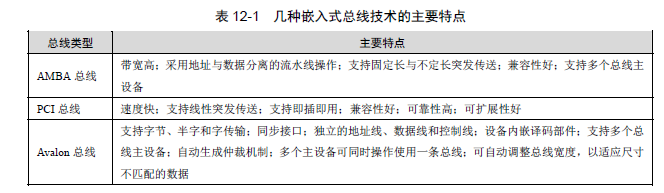 表 12-1 几种嵌入式总线技术的主要特点
总线类型 主要特点
AMBA 总线 带宽高；采用地址与数据分离的流水线操作；支持固定长与不定长突发传送；兼容性好；支持多个总线主
设备
PCI 总线 速度快；支持线性突发传送；支持即插即用；兼容性好；可靠性高；可扩展性好
Avalon 总线 支持字节、半字和字传输；同步接口；独立的地址线、数据线和控制线；设备内嵌译码部件；支持多个总
线主设备；自动生成仲裁机制；多个主设备可同时操作使用一条总线；可自动调整总线宽度，以适应尺寸
不匹配的数据